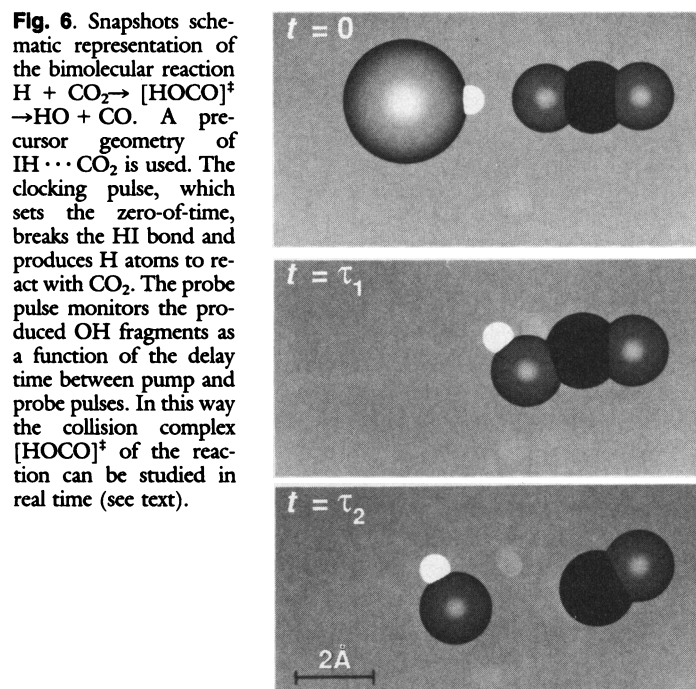 Fig. 6. Snapshots sche-
matic representation of
the bimolecular reaction
H + CO₂→ [HOCO]‡
→HO + CO. A pre-
cursor geometry of
IH ··· CO₂ is used. The
clocking pulse, which
sets the zero-of-time,
breaks the HI bond and
produces H atoms to re-
act with CO₂. The probe
pulse monitors the pro-
duced OH fragments as
a function of the delay
time between pump and
probe pulses. In this way
the collision complex
[HOCO]‡ of the reac-
tion can be studied in
real time (see text).
t = 0
t = τ₁
t = τ₂
2Å